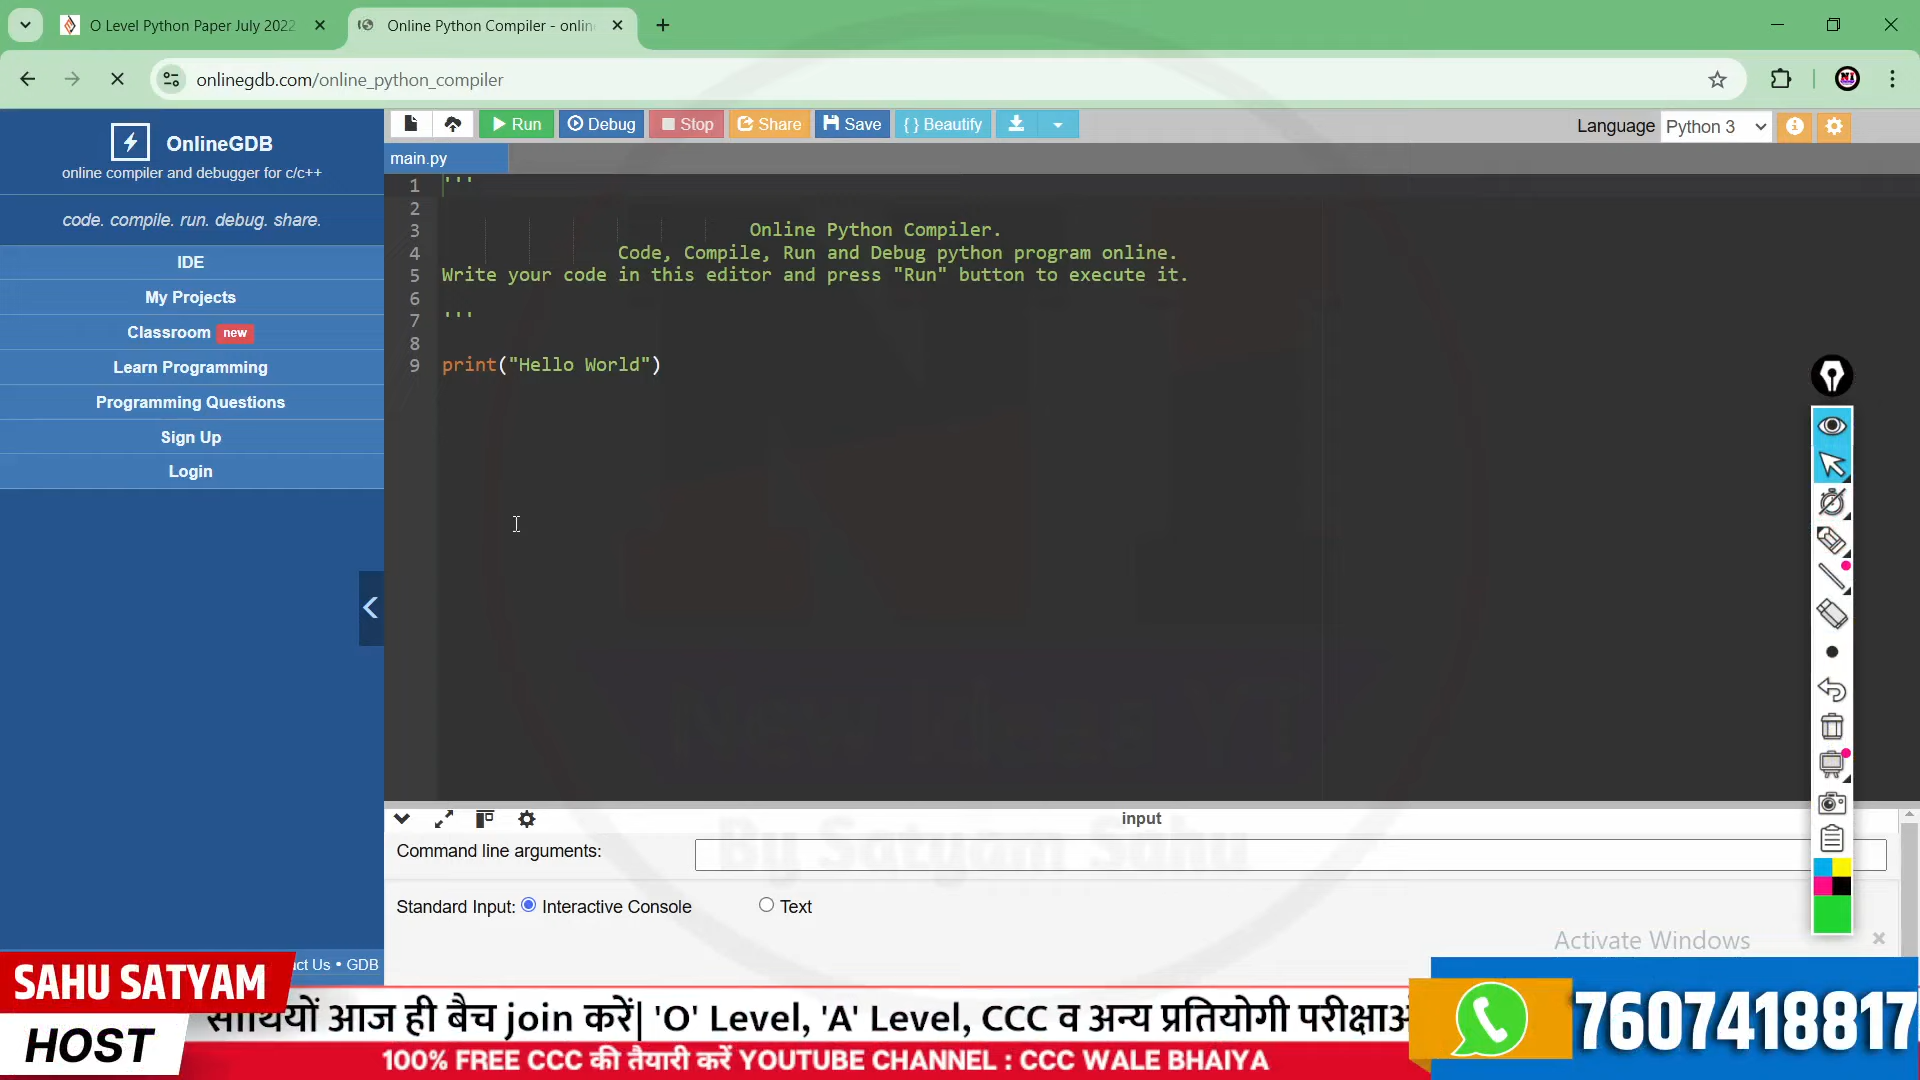 O Level Python Paper July 2022
Online Python Compiler - onlin
onlinegdb.com/online_python_compiler
OnlineGDB
online compiler and debugger for c/c++
code. compile. run. debug. share.
IDE
My Projects
Classroom new
Learn Programming
Programming Questions
Sign Up
Login
Run Debug Stop Share Save { } Beautify
Language Python 3
main.py
1 '''
2
3 Online Python Compiler.
4 Code, Compile, Run and Debug python program online.
5 Write your code in this editor and press "Run" button to execute it.
6
7 '''
8
9 print("Hello World")
input
Command line arguments:
Standard Input: Interactive Console Text
By Satyam Sahu
Activate Windows
ct Us • GDB
SAHU SATYAM
HOST
साथियों आज ही बैच join करें| 'O' Level, 'A' Level, CCC व अन्य प्रतियोगी परीक्षाओं
100% FREE CCC की तैयारी करें YOUTUBE CHANNEL : CCC WALE BHAIYA
7607418817